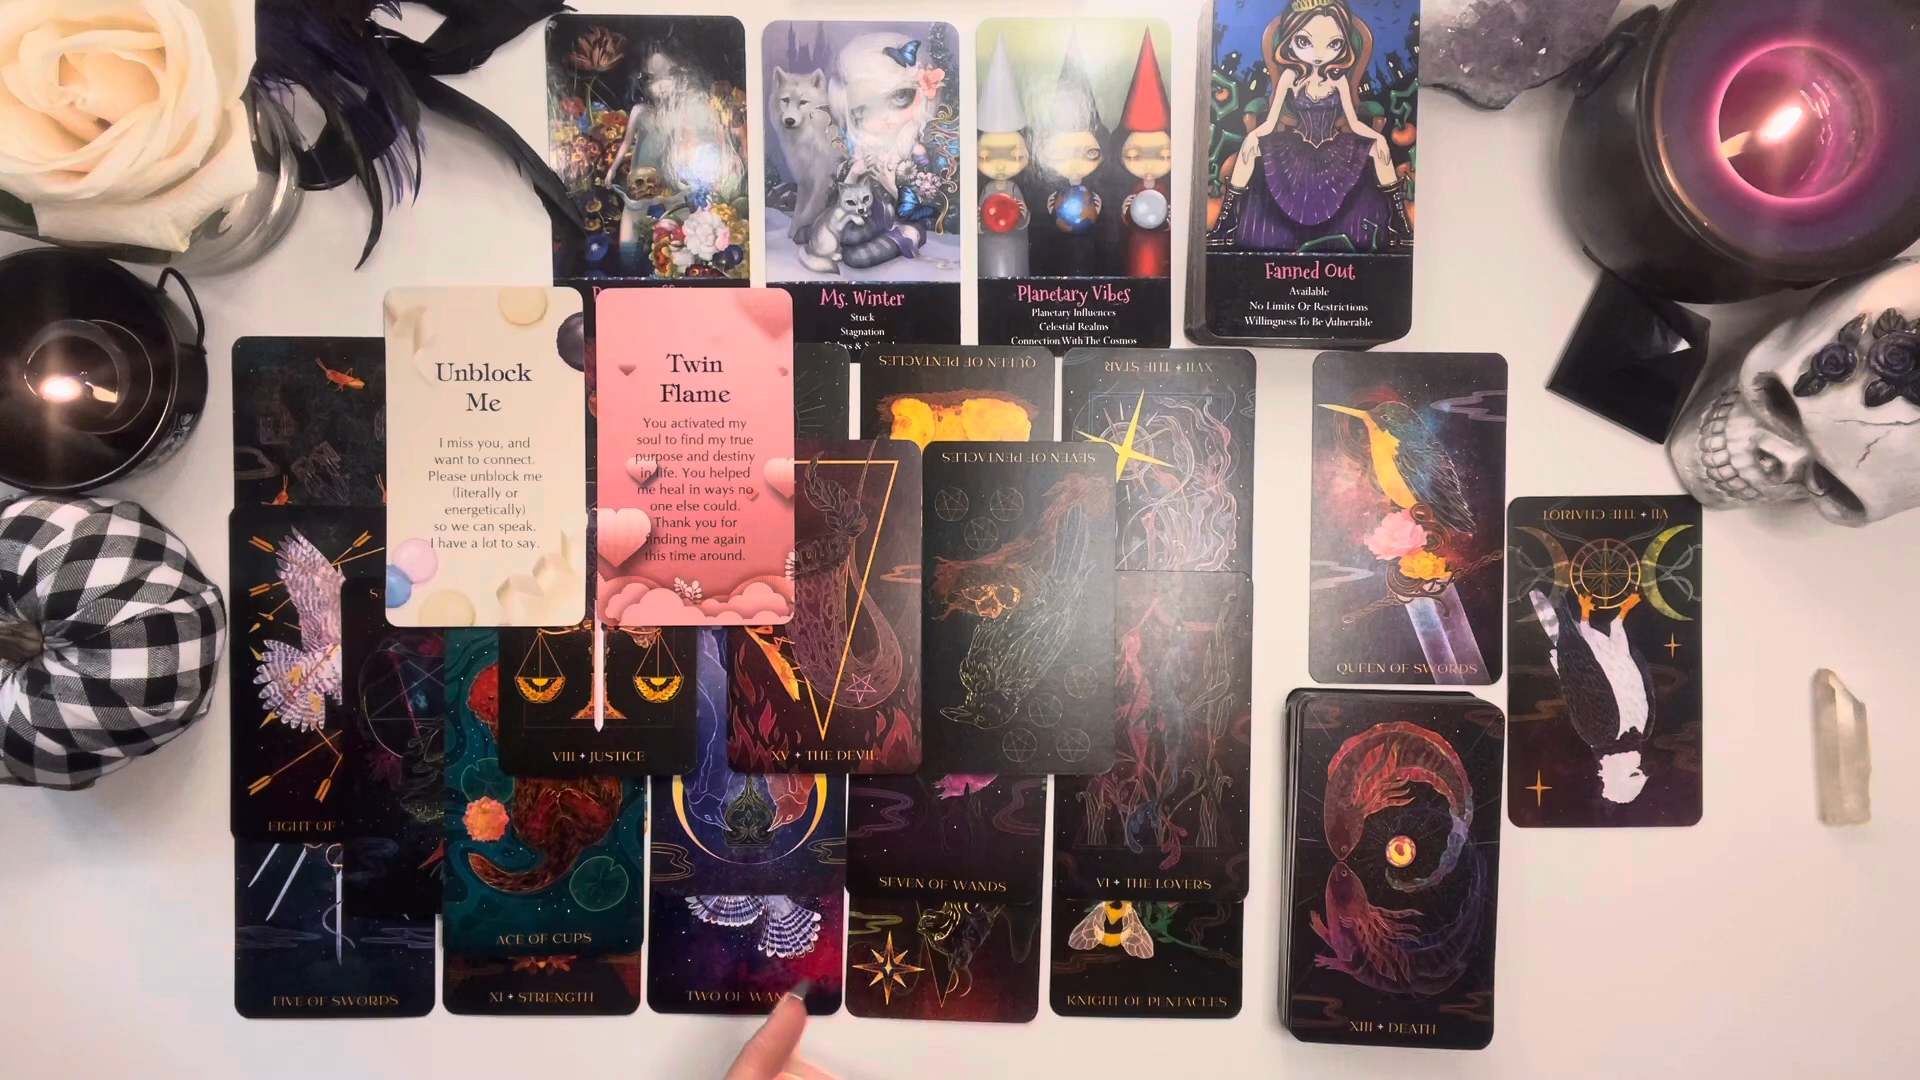 Ms. Winter
Stuck
Stagnation
Planetary Vibes
Planetary Influences
Celestial Realms
Connection With The Cosmos
Fanned Out
Available
No Limits Or Restrictions
Willingness To Be Vulnerable
Unblock
Me
I miss you, and
want to connect.
Please unblock me
(literally or
energetically)
so we can speak.
I have a lot to say.
Twin
Flame
You activated my
soul to find my true
purpose and destiny
in life. You helped
me heal in ways no
one else could.
Thank you for
finding me again
this time around.
QUEEN OF PENTACLES
XVII ✦ THE STAR
SEVEN OF PENTACLES
QUEEN OF SWORDS
VII ✦ THE CHARIOT
VIII ✦ JUSTICE
XV ✦ THE DEVIL
EIGHT OF
SEVEN OF WANDS
VI ✦ THE LOVERS
ACE OF CUPS
FIVE OF SWORDS
XI ✦ STRENGTH
TWO OF
KNIGHT OF PENTACLES
XIII ✦ DEATH